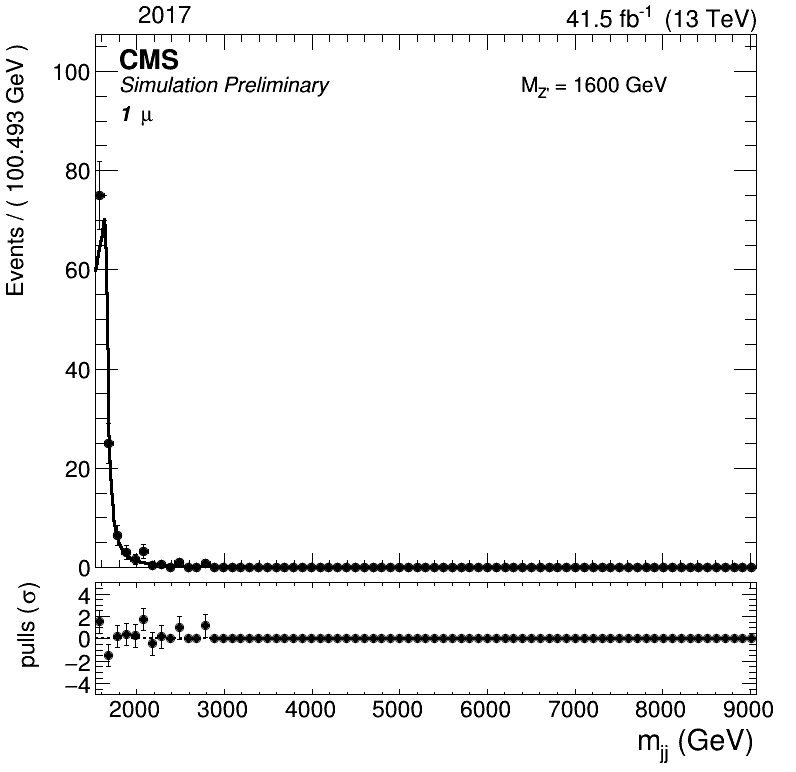 2017
41.5 fb-1 (13 TeV)
CMS
Simulation Preliminary
MZ' = 1600 GeV
1 μ
Events / ( 100.493 GeV )
100
80
60
40
20
0
pulls (σ)
4
2
0
−2
−4
2000 3000 4000 5000 6000 7000 8000 9000
mjj (GeV)